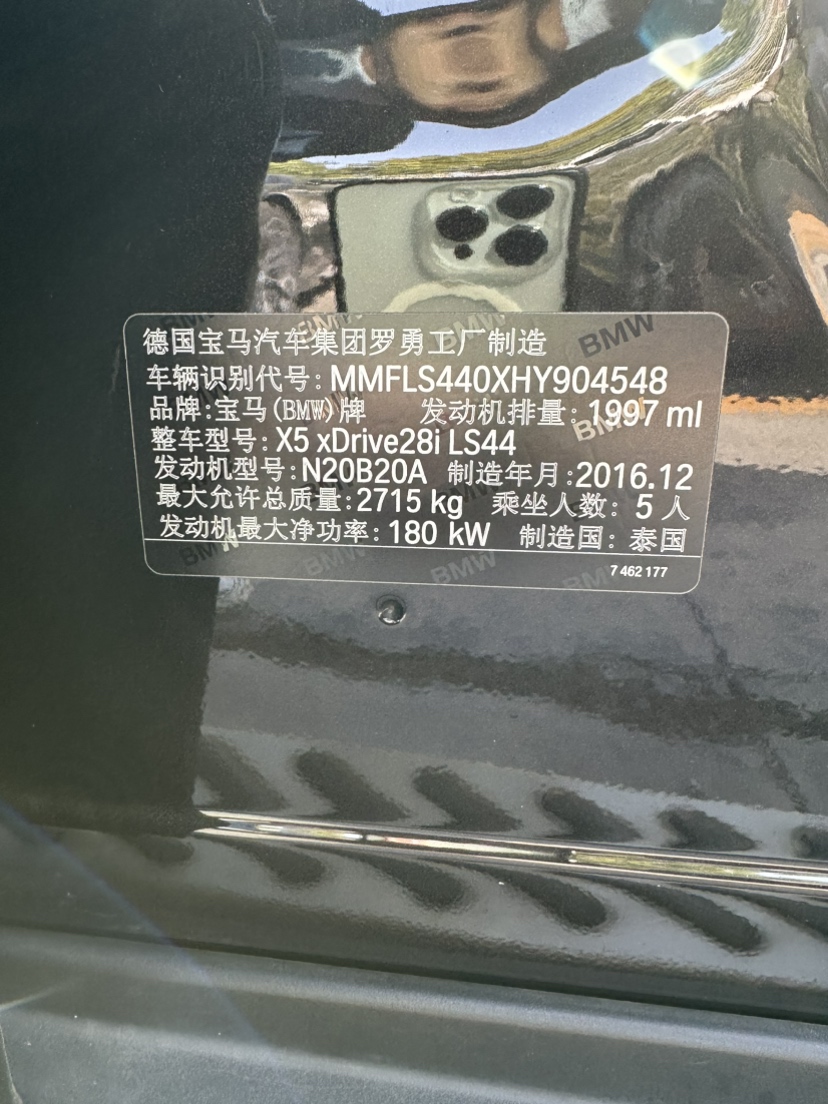 德国宝马汽车集团罗勇工厂制造
车辆识别代号: MMFLS440XHY904548
品牌:宝马(BMW)牌 发动机排量: 1997 ml
整车型号: X5 xDrive28i LS44
发动机型号: N20B20A 制造年月:2016.12
最大允许总质量: 2715 kg 乘坐人数: 5 人
发动机最大净功率: 180 kW 制造国: 泰国
7 462 177